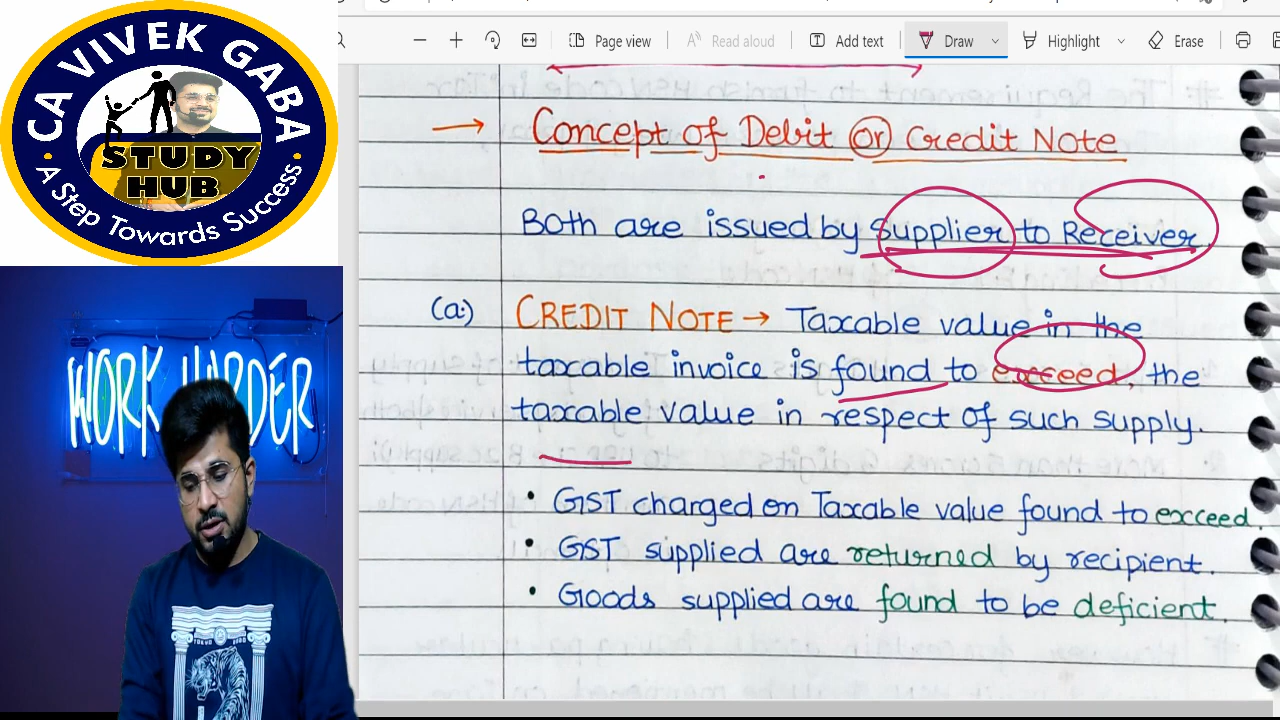 CA VIVEK GABA
STUDY
HUB
· A Step Towards Success ·
WORK HARDER
TOKYO
Page view
Read aloud
Add text
Draw
Highlight
Erase
→ Concept of Debit or Credit Note
Both are issued by Supplier to Receiver.
(a:) CREDIT NOTE → Taxable value in the
taxable invoice is found to exceed, the
taxable value in respect of such supply.
• GST charged on Taxable value found to exceed.
• GST supplied are returned by recipient.
• Goods supplied are found to be deficient.